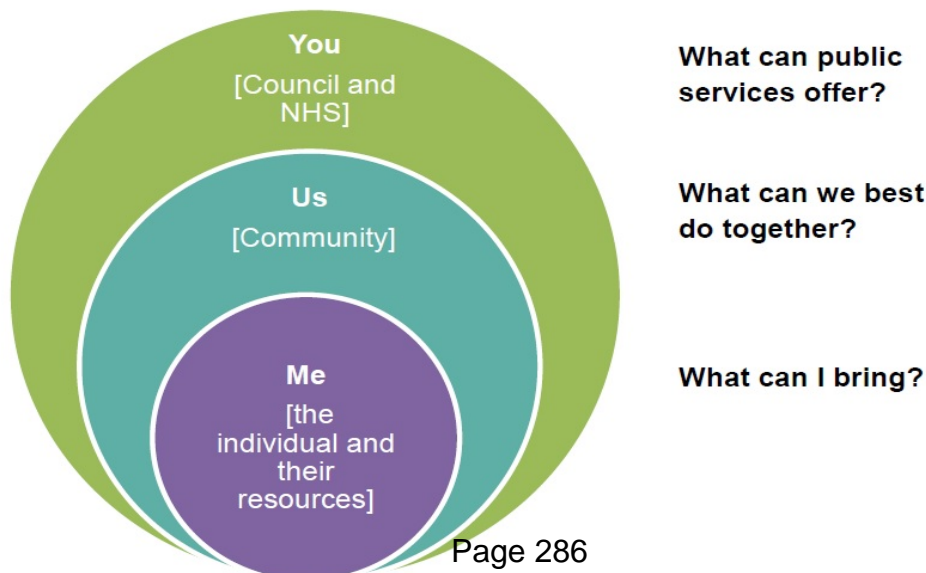 You
[Council and
NHS]
What can public
services offer?
Us
[Community]
What can we best
do together?
Me
[the
individual and
their
resources]
What can I bring?
Page 286